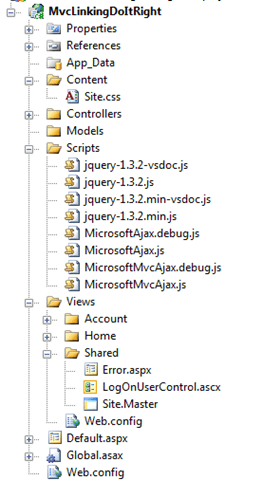 MvcLinkingDoItRight
Properties
References
App_Data
Content
Site.css
Controllers
Models
Scripts
jquery-1.3.2-vsdoc.js
jquery-1.3.2.js
jquery-1.3.2.min-vsdoc.js
jquery-1.3.2.min.js
MicrosoftAjax.debug.js
MicrosoftAjax.js
MicrosoftMvcAjax.debug.js
MicrosoftMvcAjax.js
Views
Account
Home
Shared
Error.aspx
LogOnUserControl.ascx
Site.Master
Web.config
Default.aspx
Global.asax
Web.config